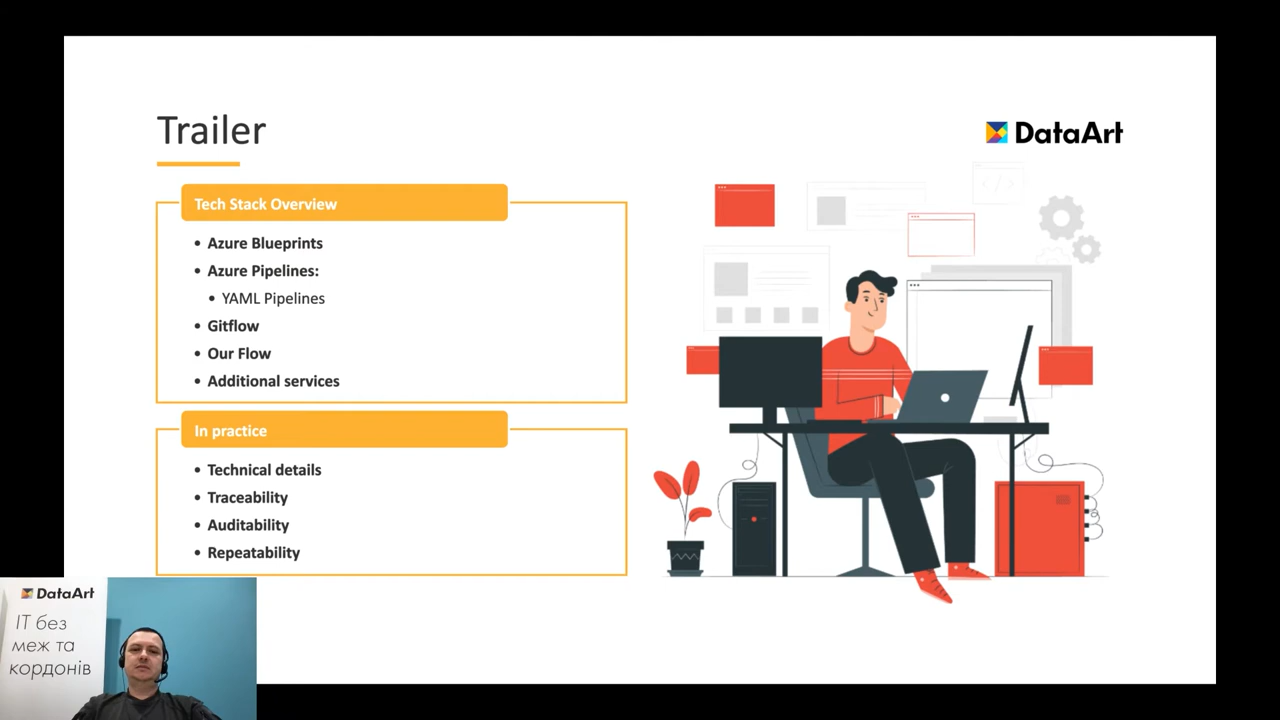 Trailer
DataArt
Tech Stack Overview
• Azure Blueprints
• Azure Pipelines:
• YAML Pipelines
• Gitflow
• Our Flow
• Additional services
In practice
• Technical details
• Traceability
• Auditability
• Repeatability
</>
DataArt
ІТ без
меж та
кордонів